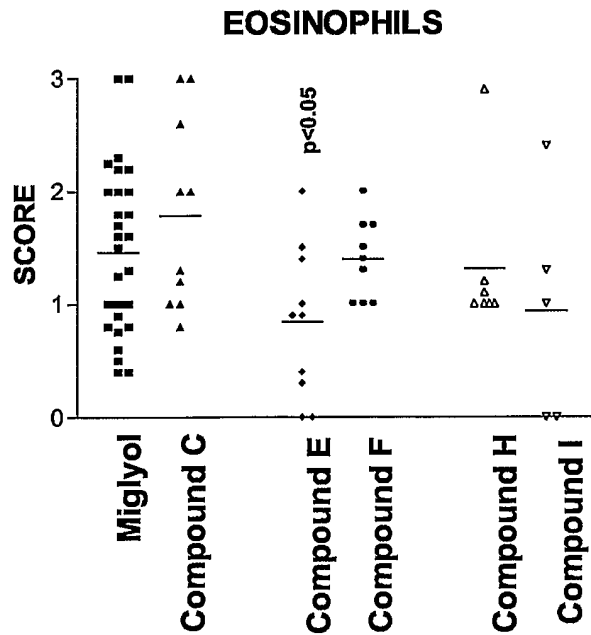 EOSINOPHILS
SCORE
3
2
1
0
p<0.05
Miglyol
Compound C
Compound E
Compound F
Compound H
Compound I